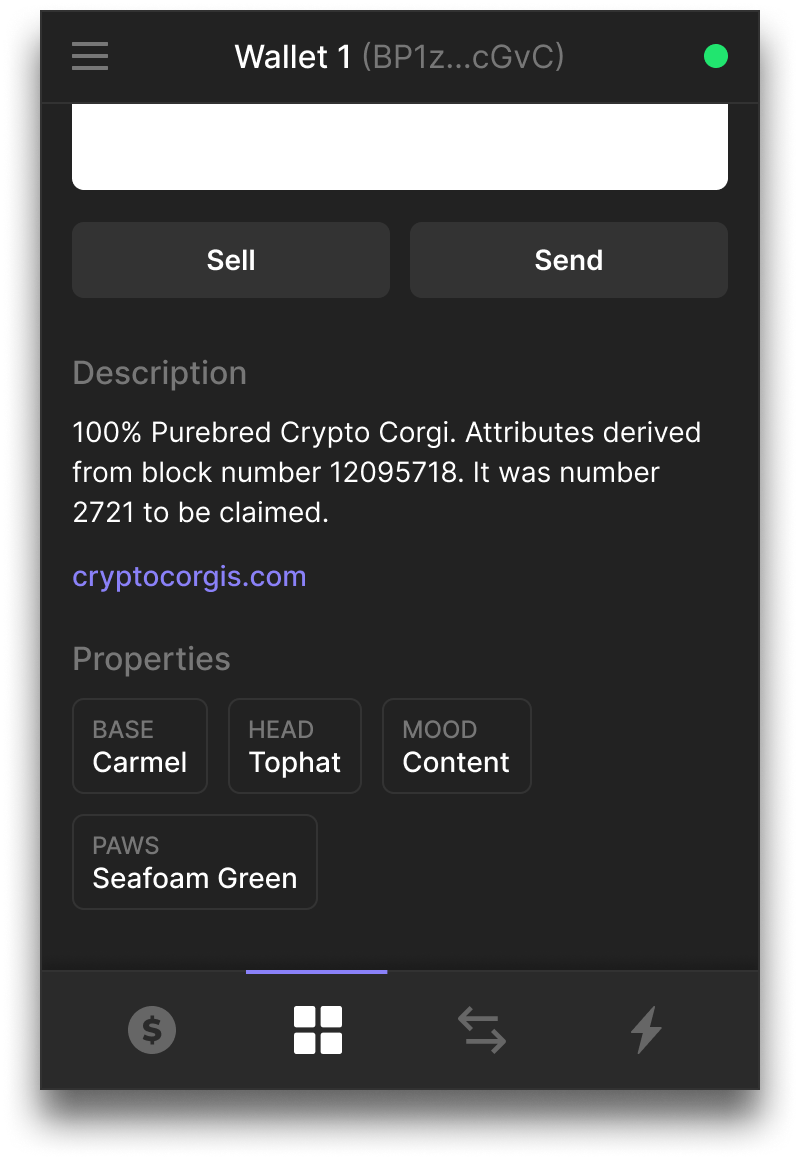 Wallet 1 (BP1z...cGvC)
Sell
Send
Description
100% Purebred Crypto Corgi. Attributes derived
from block number 12095718. It was number
2721 to be claimed.
cryptocorgis.com
Properties
BASE
Carmel
HEAD
Tophat
MOOD
Content
PAWS
Seafoam Green
$